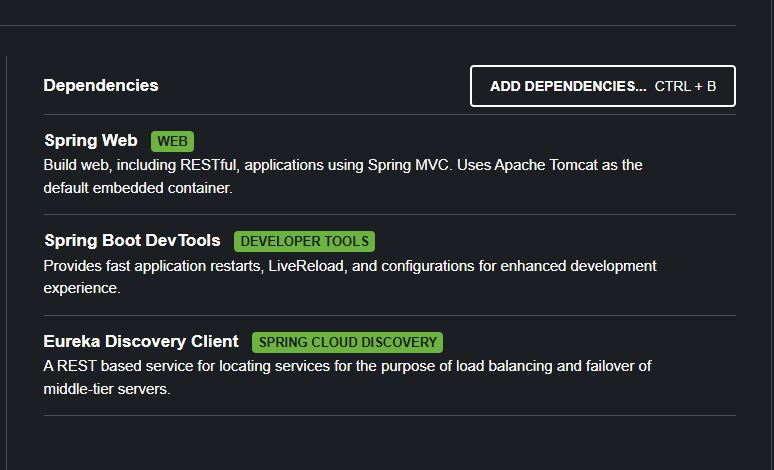 Dependencies
ADD DEPENDENCIES... CTRL + B
Spring Web WEB
Build web, including RESTful, applications using Spring MVC. Uses Apache Tomcat as the
default embedded container.
Spring Boot DevTools DEVELOPER TOOLS
Provides fast application restarts, LiveReload, and configurations for enhanced development
experience.
Eureka Discovery Client SPRING CLOUD DISCOVERY
A REST based service for locating services for the purpose of load balancing and failover of
middle-tier servers.